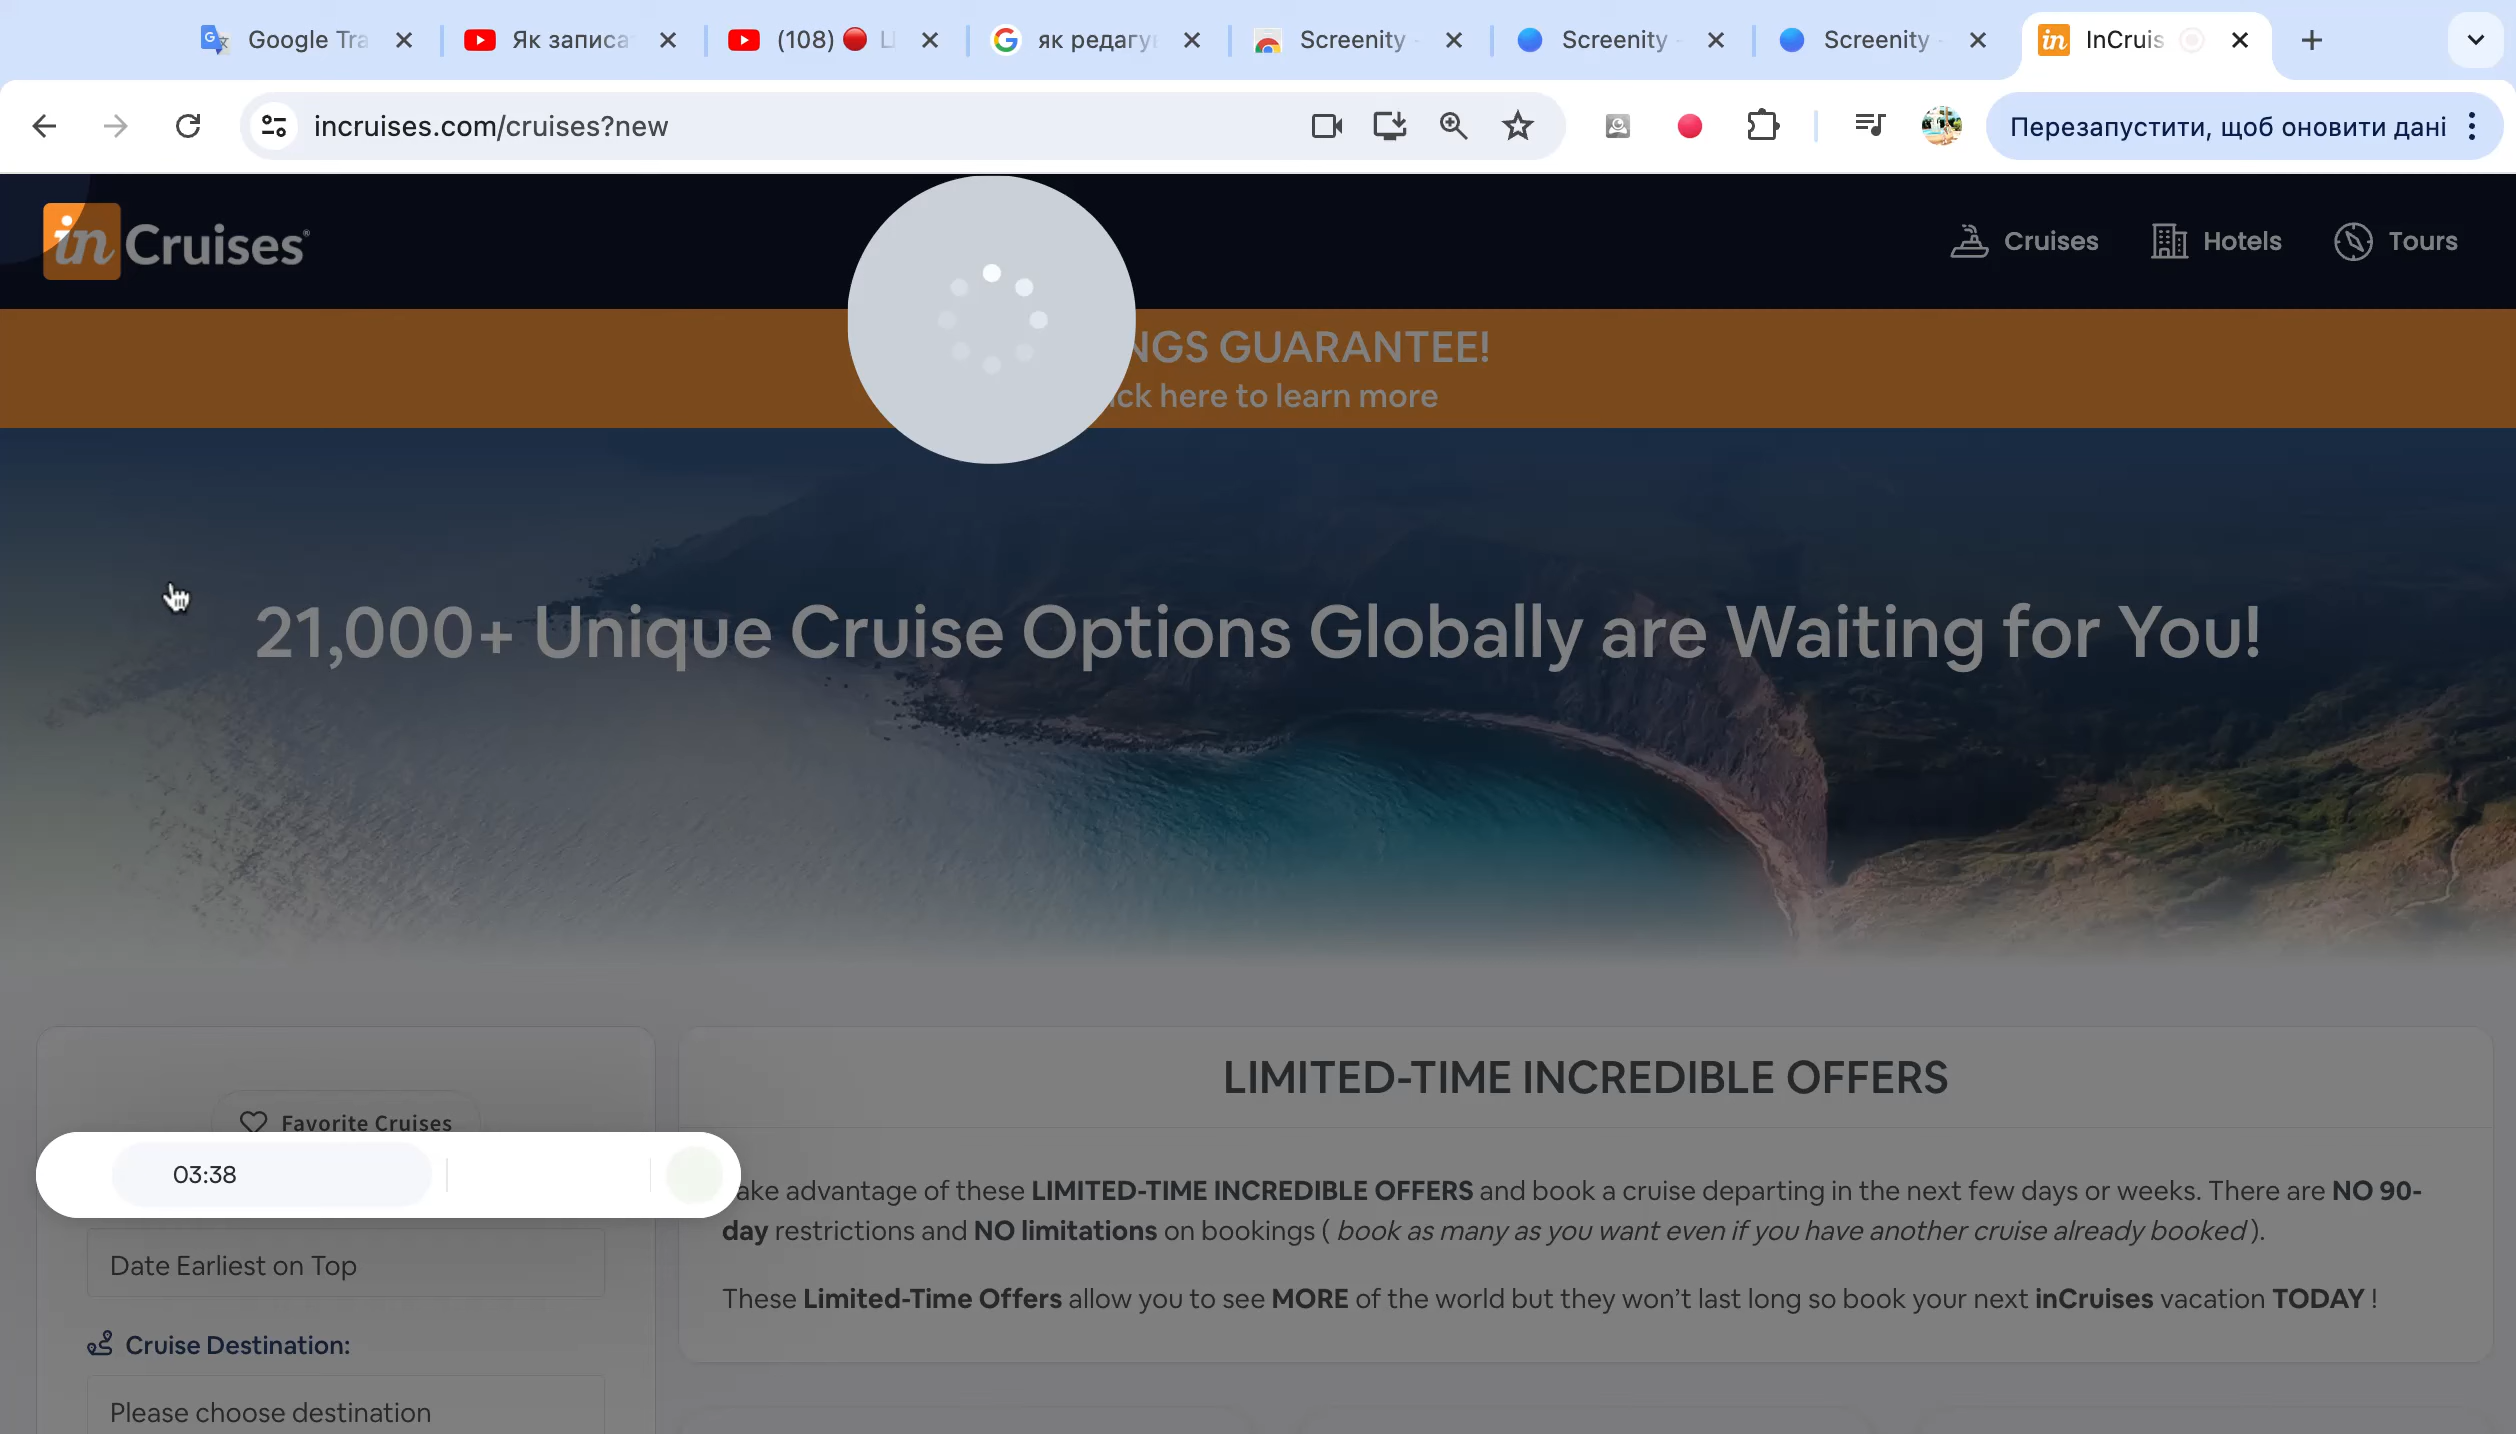 Google Tra
Як записа
(108)
як редагу
Screenity
Screenity
Screenity
InCruis
incruises.com/cruises?new
Перезапустити, щоб оновити дані
in Cruises®
Cruises
Hotels
Tours
GUARANTEE!
here to learn more
21,000+ Unique Cruise Options Globally are Waiting for You!
Favorite Cruises
03:38
Date Earliest on Top
Cruise Destination:
Please choose destination
LIMITED-TIME INCREDIBLE OFFERS
advantage of these LIMITED-TIME INCREDIBLE OFFERS and book a cruise departing in the next few days or weeks. There are NO 90-
day restrictions and NO limitations on bookings ( book as many as you want even if you have another cruise already booked ).
These Limited-Time Offers allow you to see MORE of the world but they won’t last long so book your next inCruises vacation TODAY !